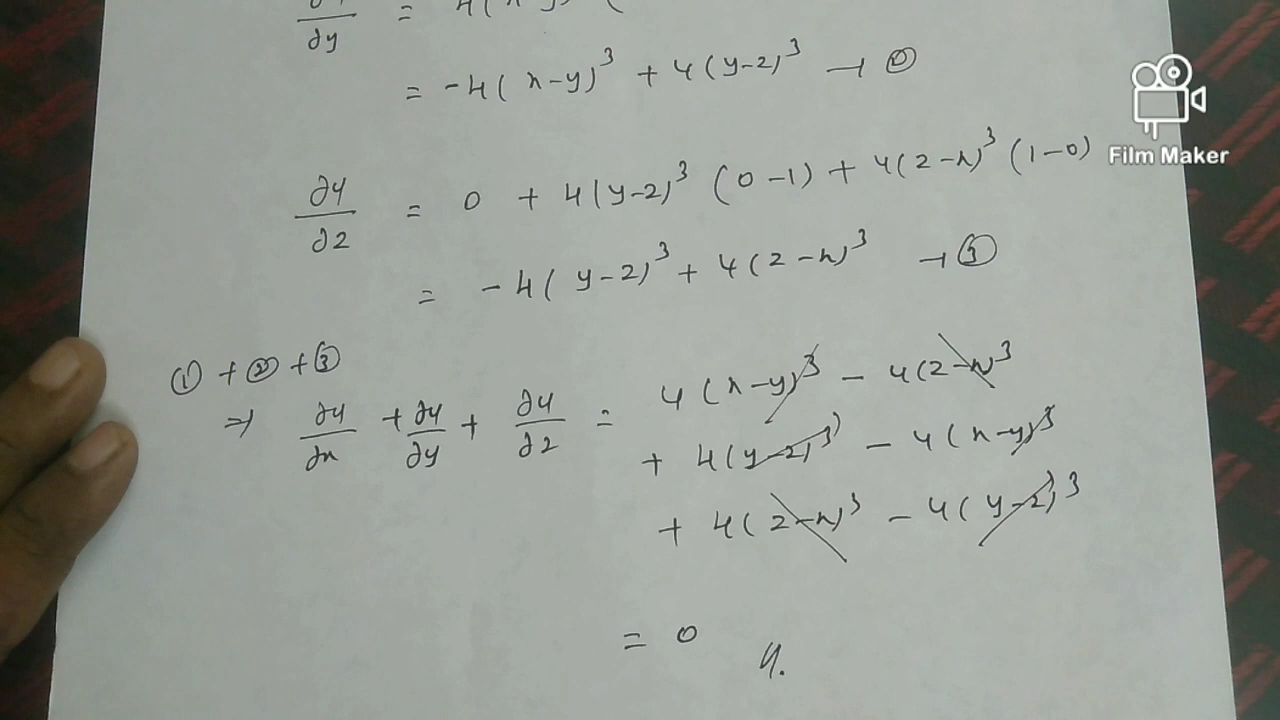 ∂y = 4(x-y)
= -4(x-y)³ + 4(y-z)³ → ②
Film Maker
∂u/∂z = 0 + 4(y-z)³ (0-1) + 4(z-x)³ (1-0)
= -4(y-z)³ + 4(z-x)³ → ③
① + ② + ③
⇒ ∂u/∂x + ∂u/∂y + ∂u/∂z = 4(x-y)³ - 4(z-x)³
+ 4(y-z)³ - 4(x-y)³
+ 4(z-x)³ - 4(y-z)³
= 0